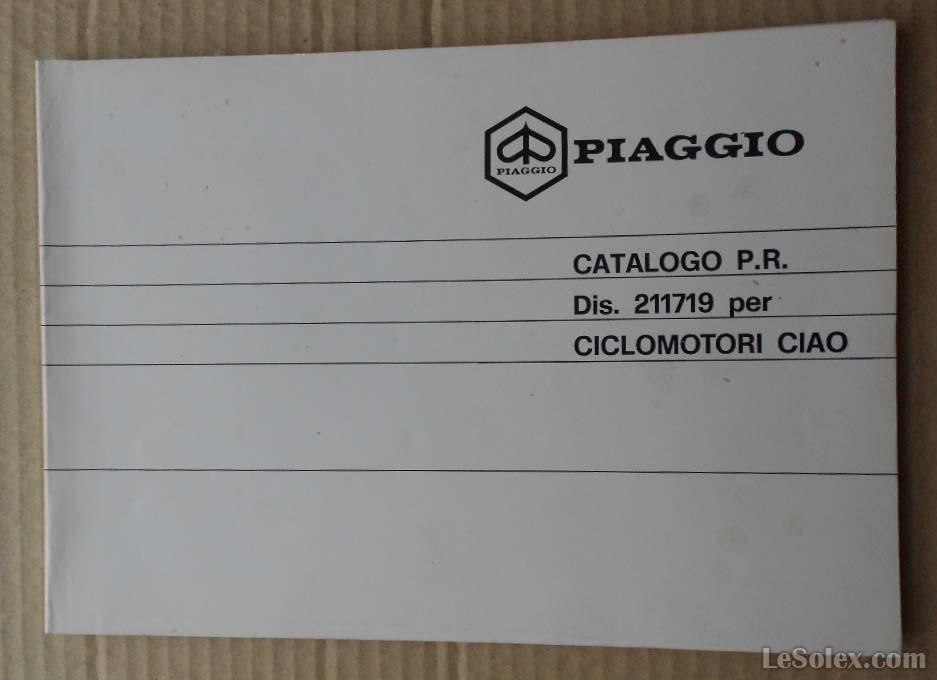 PIAGGIO
PIAGGIO
CATALOGO P.R.
Dis. 211719 per
CICLOMOTORI CIAO
LeSolex.com